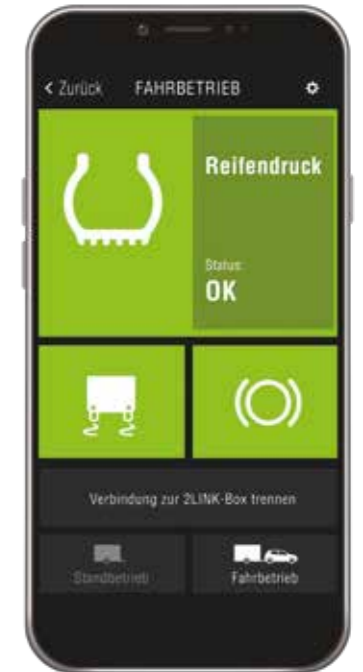 < Zurück FAHRBETRIEB
Reifendruck
Status:
OK
Verbindung zur 2LINK-Box trennen
Standbetrieb Fahrbetrieb